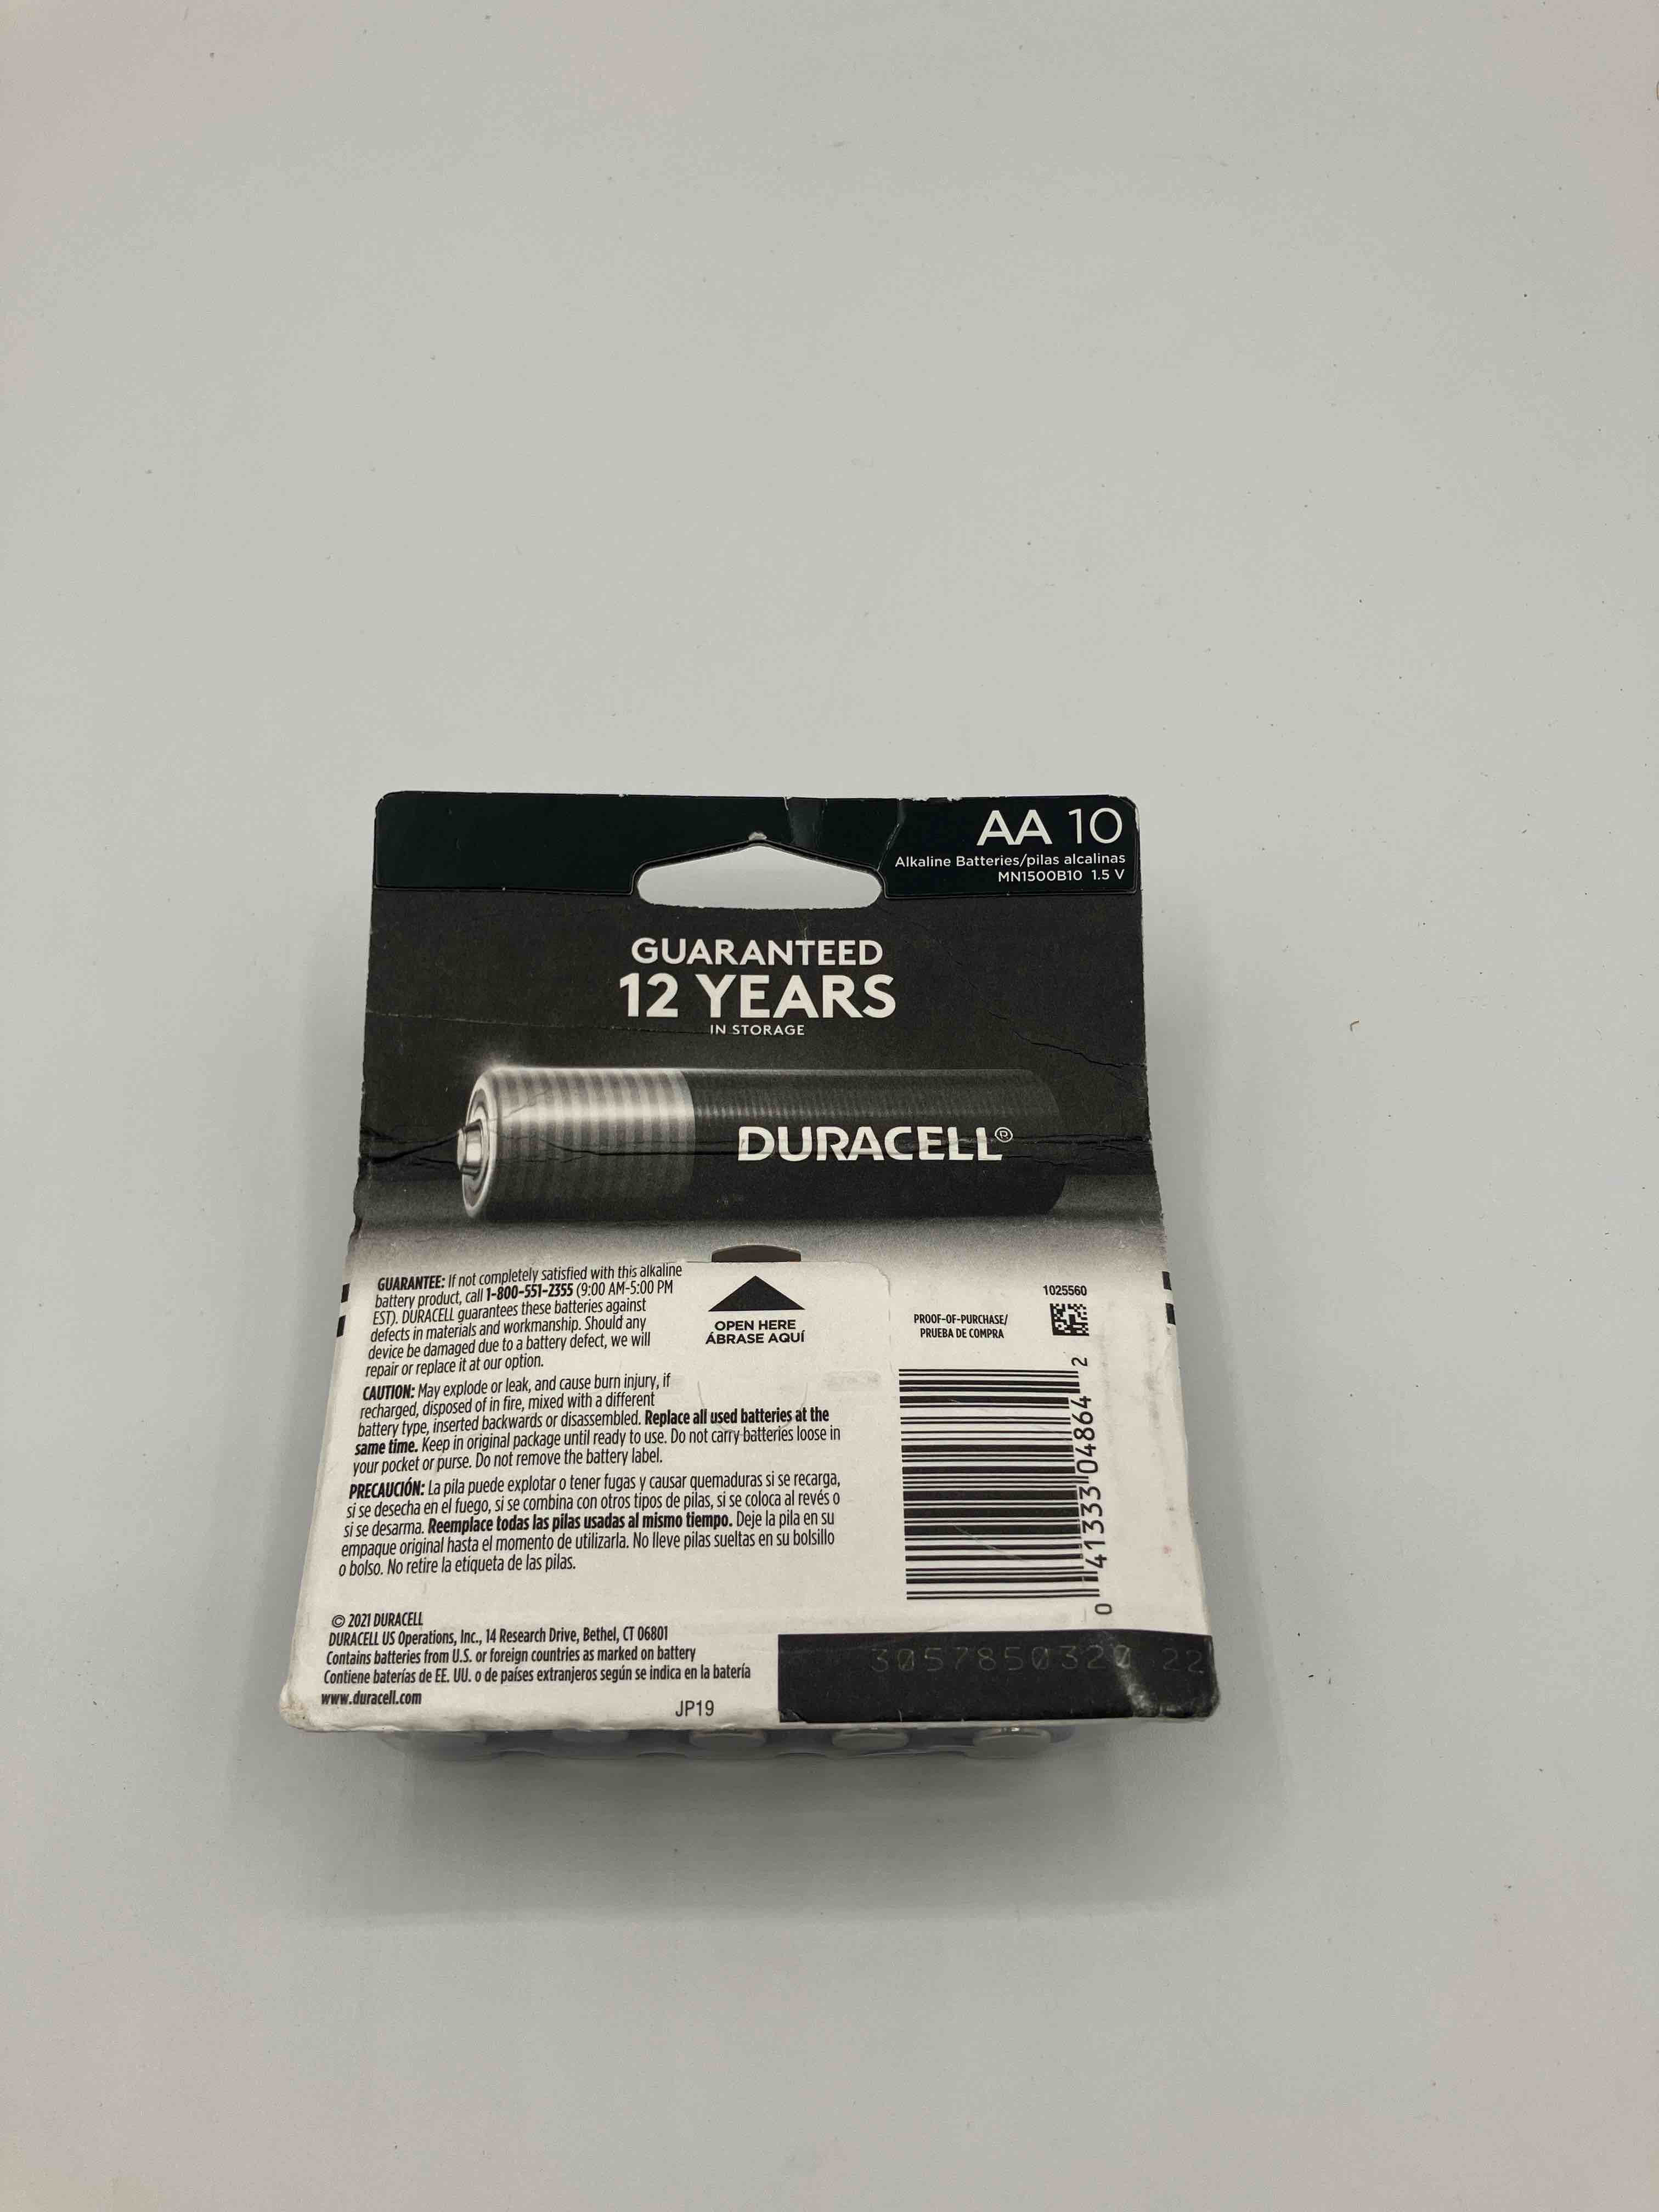 AA 10
Alkaline Batteries/pilas alcalinas
MN1500B10 1.5 V
GUARANTEED
12 YEARS
IN STORAGE
DURACELL®
GUARANTEE: If not completely satisfied with this alkaline
battery product, call 1-800-551-2355 (9:00 AM-5:00 PM
EST). DURACELL guarantees these batteries against
defects in materials and workmanship. Should any
device be damaged due to a battery defect, we will
repair or replace it at our option.
CAUTION: May explode or leak, and cause burn injury, if
recharged, disposed of in fire, mixed with a different
battery type, inserted backwards or disassembled. Replace all used batteries at the
same time. Keep in original package until ready to use. Do not carry batteries loose in
your pocket or purse. Do not remove the battery label.
PRECAUCIÓN: La pila puede explotar o tener fugas y causar quemaduras si se recarga,
si se desecha en el fuego, si se combina con otros tipos de pilas, si se coloca al revés o
si se desarma. Reemplace todas las pilas usadas al mismo tiempo. Deje la pila en su
empaque original hasta el momento de utilizarla. No lleve pilas sueltas en su bolsillo
o bolso. No retire la etiqueta de las pilas.
OPEN HERE
ÁBRASE AQUÍ
1025560
PROOF-OF-PURCHASE/
PRUEBA DE COMPRA
0 41333 04864 2
© 2021 DURACELL
DURACELL US Operations, Inc., 14 Research Drive, Bethel, CT 06801
Contains batteries from U.S. or foreign countries as marked on battery
Contiene baterías de EE. UU. o de países extranjeros según se indica en la batería
www.duracell.com
JP19
3057850320 22